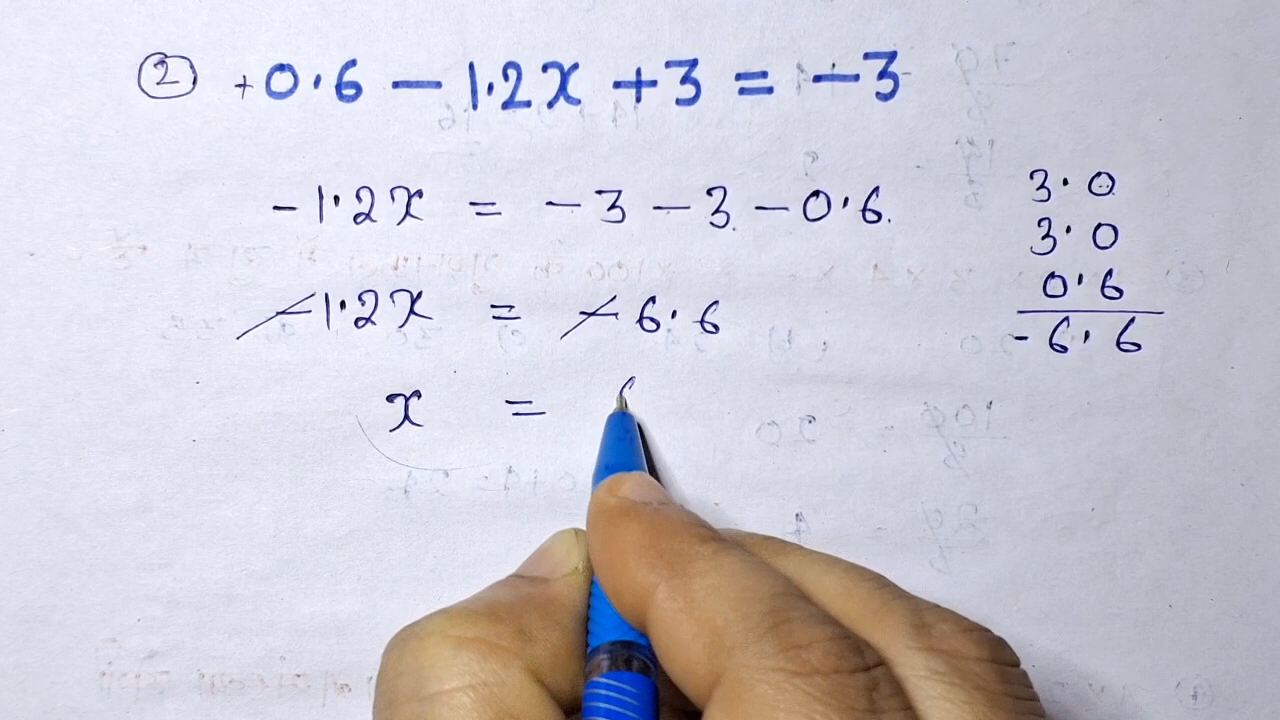 ② +0.6 − 1.2x + 3 = −3
−1.2x = −3 − 3 − 0.6.
−1.2x = −6.6
x =
3.0
3.0
0.6
-6.6